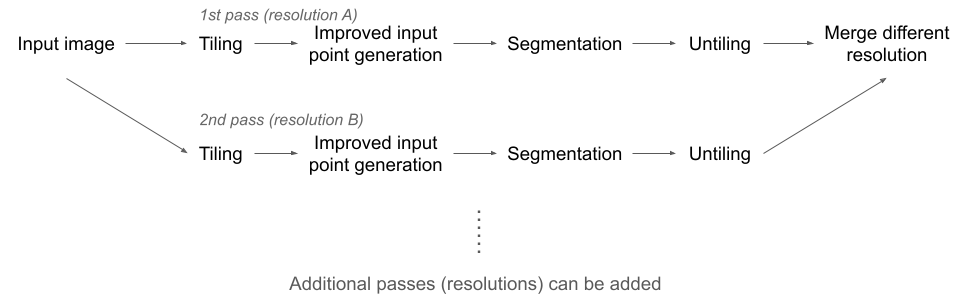 1st pass (resolution A)
Input image
Tiling
Improved input
point generation
Segmentation
Untiling
Merge different
resolution
2nd pass (resolution B)
Tiling
Improved input
point generation
Segmentation
Untiling
Additional passes (resolutions) can be added